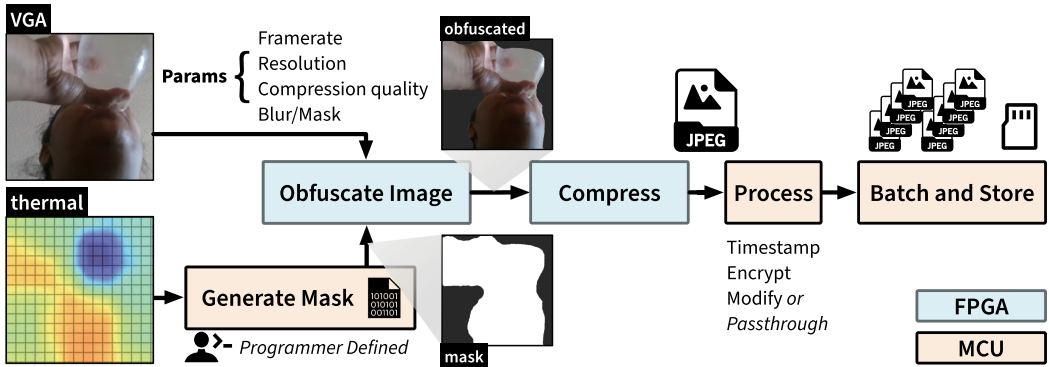 VGA
Params
Framerate
Resolution
Compression quality
Blur/Mask
obfuscated
JPEG
JPEG
JPEG
JPEG
JPEG
JPEG
JPEG
JPEG
JPEG
Obfuscate Image
Compress
Process
Batch and Store
thermal
Generate Mask
101001
010101
001101
Programmer Defined
mask
Timestamp
Encrypt
Modify or
Passthrough
FPGA
MCU